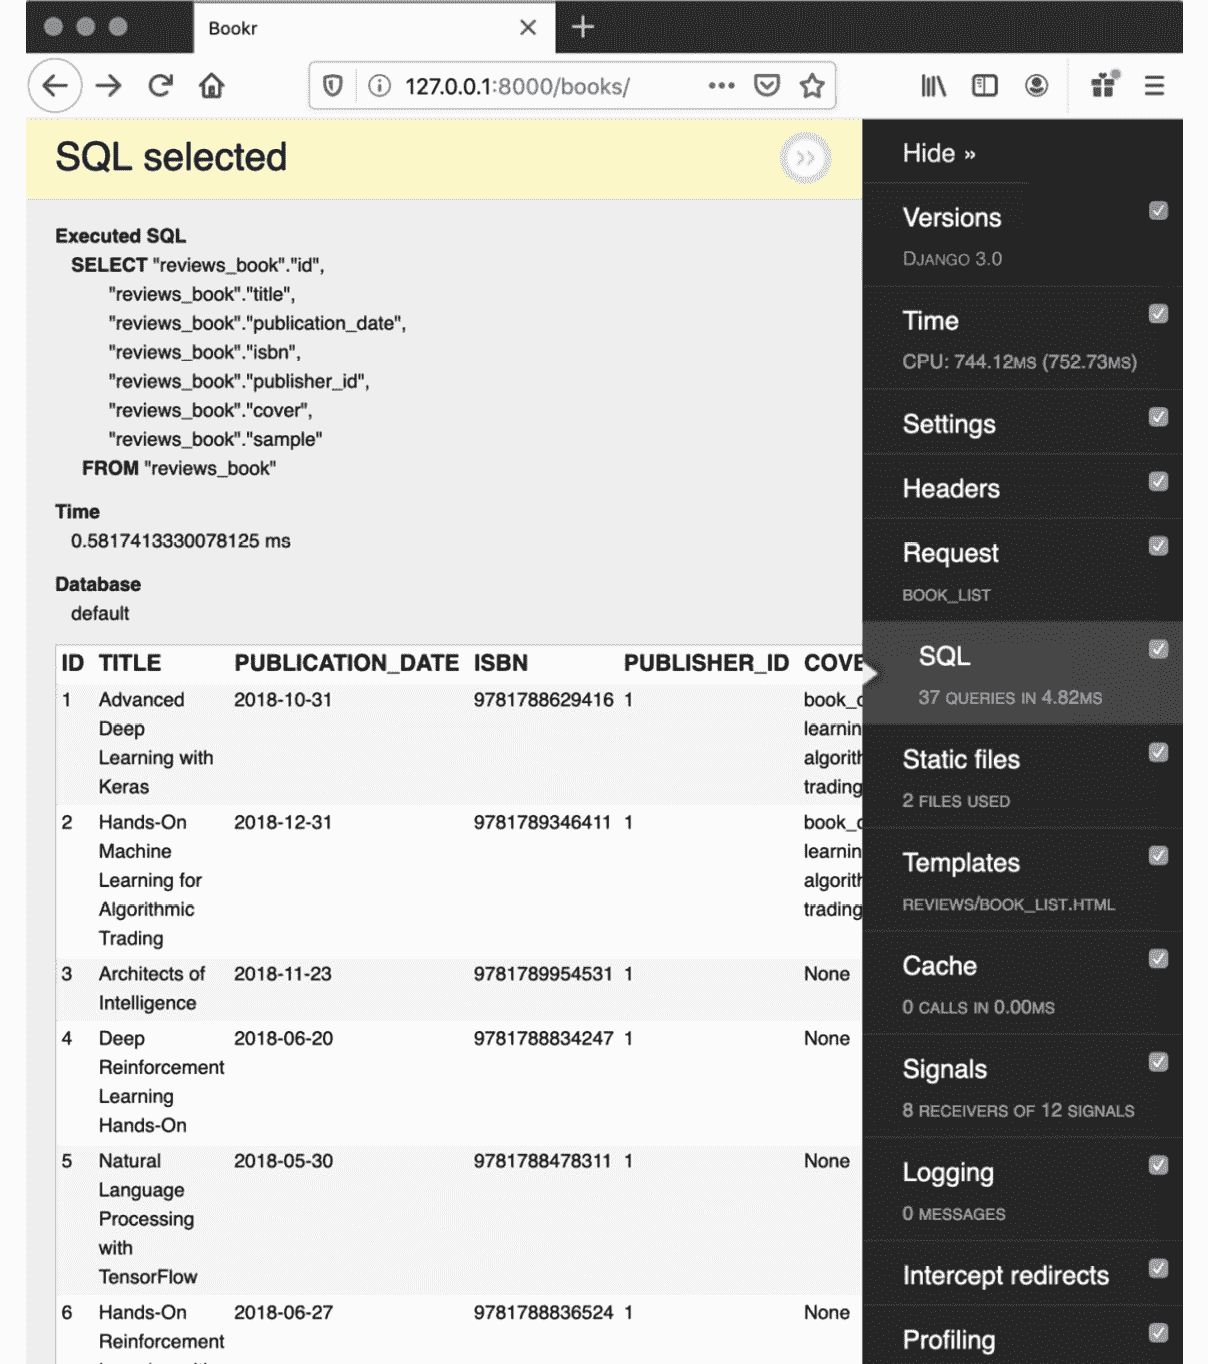 Bookr
127.0.0.1:8000/books/
SQL selected
Executed SQL
SELECT "reviews_book"."id",
"reviews_book"."title",
"reviews_book"."publication_date",
"reviews_book"."isbn",
"reviews_book"."publisher_id",
"reviews_book"."cover",
"reviews_book"."sample"
FROM "reviews_book"
Time
0.5817413330078125 ms
Database
default
ID TITLE PUBLICATION_DATE ISBN PUBLISHER_ID COVE
1 Advanced 2018-10-31 9781788629416 1 book_c
Deep learnin
Learning with algorith
Keras trading
2 Hands-On 2018-12-31 9781789346411 1 book_c
Machine learnin
Learning for algorith
Algorithmic trading
Trading
3 Architects of 2018-11-23 9781789954531 1 None
Intelligence
4 Deep 2018-06-20 9781788834247 1 None
Reinforcement
Learning
Hands-On
5 Natural 2018-05-30 9781788478311 1 None
Language
Processing
with
TensorFlow
6 Hands-On 2018-06-27 9781788836524 1 None
Reinforcement
Hide »
Versions
DJANGO 3.0
Time
CPU: 744.12MS (752.73MS)
Settings
Headers
Request
BOOK_LIST
SQL
37 QUERIES IN 4.82MS
Static files
2 FILES USED
Templates
REVIEWS/BOOK_LIST.HTML
Cache
0 CALLS IN 0.00MS
Signals
8 RECEIVERS OF 12 SIGNALS
Logging
0 MESSAGES
Intercept redirects
Profiling